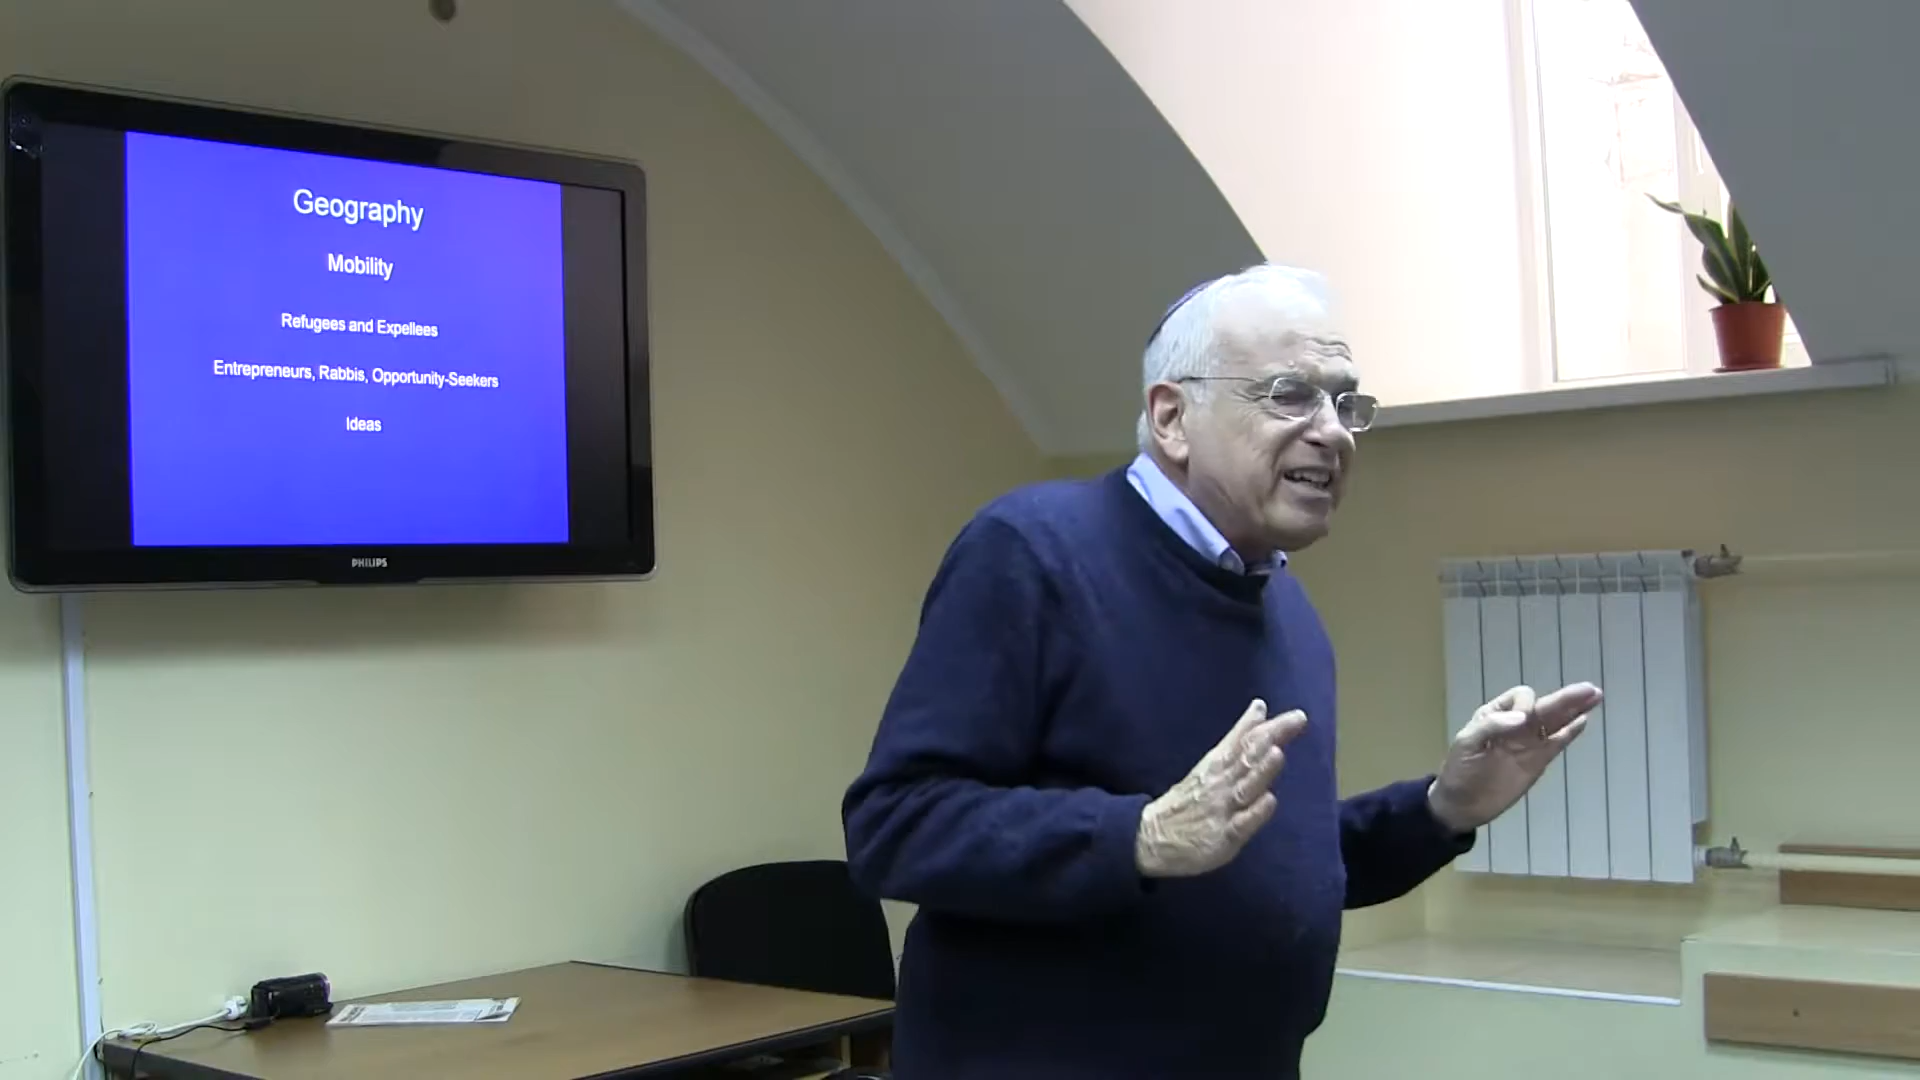 Geography
Mobility
Refugees and Expellees
Entrepreneurs, Rabbis, Opportunity-Seekers
Ideas
PHILIPS